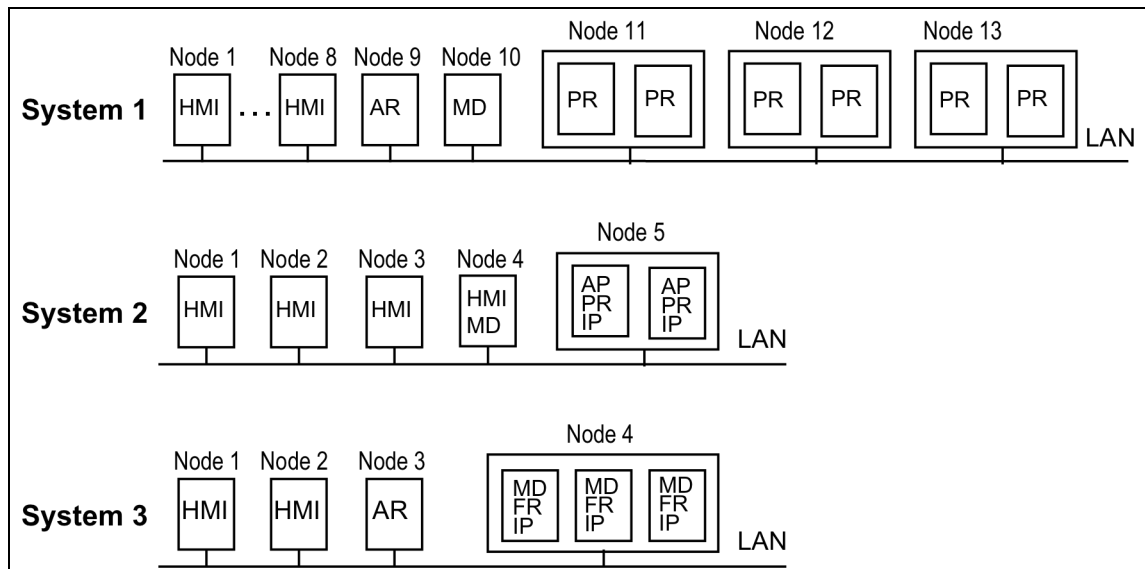 Node 11 Node 12 Node 13
Node 1 Node 8 Node 9 Node 10
System 1 HMI ... HMI AR MD PR PR PR PR PR PR
LAN
Node 5
Node 1 Node 2 Node 3 Node 4
System 2 HMI HMI HMI
HMI
MD
AP
PR
IP
AP
PR
IP
LAN
Node 4
Node 1 Node 2 Node 3
System 3 HMI HMI AR
MD
FR
IP
MD
FR
IP
MD
FR
IP
LAN